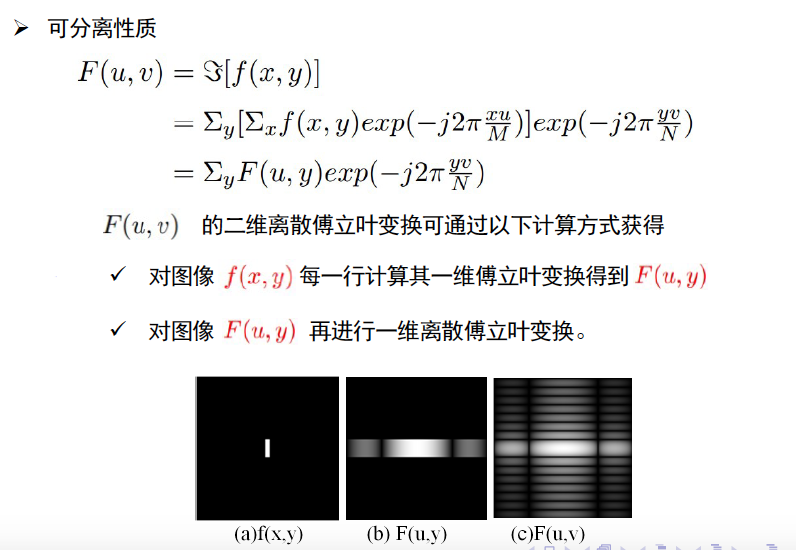 ➢ 可分离性质
F(u, v) = ℑ[f(x, y)]
= Σ_y[Σ_x f(x, y)exp(−j2π xu/M)]exp(−j2π yv/N)
= Σ_y F(u, y)exp(−j2π yv/N)
F(u, v) 的二维离散傅立叶变换可通过以下计算方式获得
✓ 对图像 f(x, y) 每一行计算其一维傅立叶变换得到 F(u, y)
✓ 对图像 F(u, y) 再进行一维离散傅立叶变换。
(a)f(x,y) (b) F(u,y) (c)F(u,v)